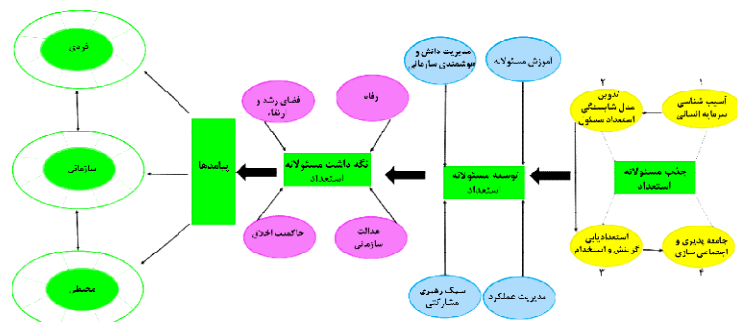 ۱
آسیب شناسی
سرمایه انسانی
۲
تدوین
مدل شایستگی
استعداد مسئول
جذب مسئولانه
استعداد
استعدادیابی
گزینش و استخدام
۳
جامعه پذیری و
اجتماعی سازی
۴
آموزش مسئولانه
مدیریت دانش و
هوشمندی سازمانی
توسعه مسئولانه
استعداد
مدیریت عملکرد
سبک رهبری
مشارکتی
رفاه
فضای رشد و
ارتقاء
نگه داشت مسئولانه
استعداد
عدالت
سازمانی
حاکمیت اخلاق
پیامدها
فردی
سازمانی
محیطی